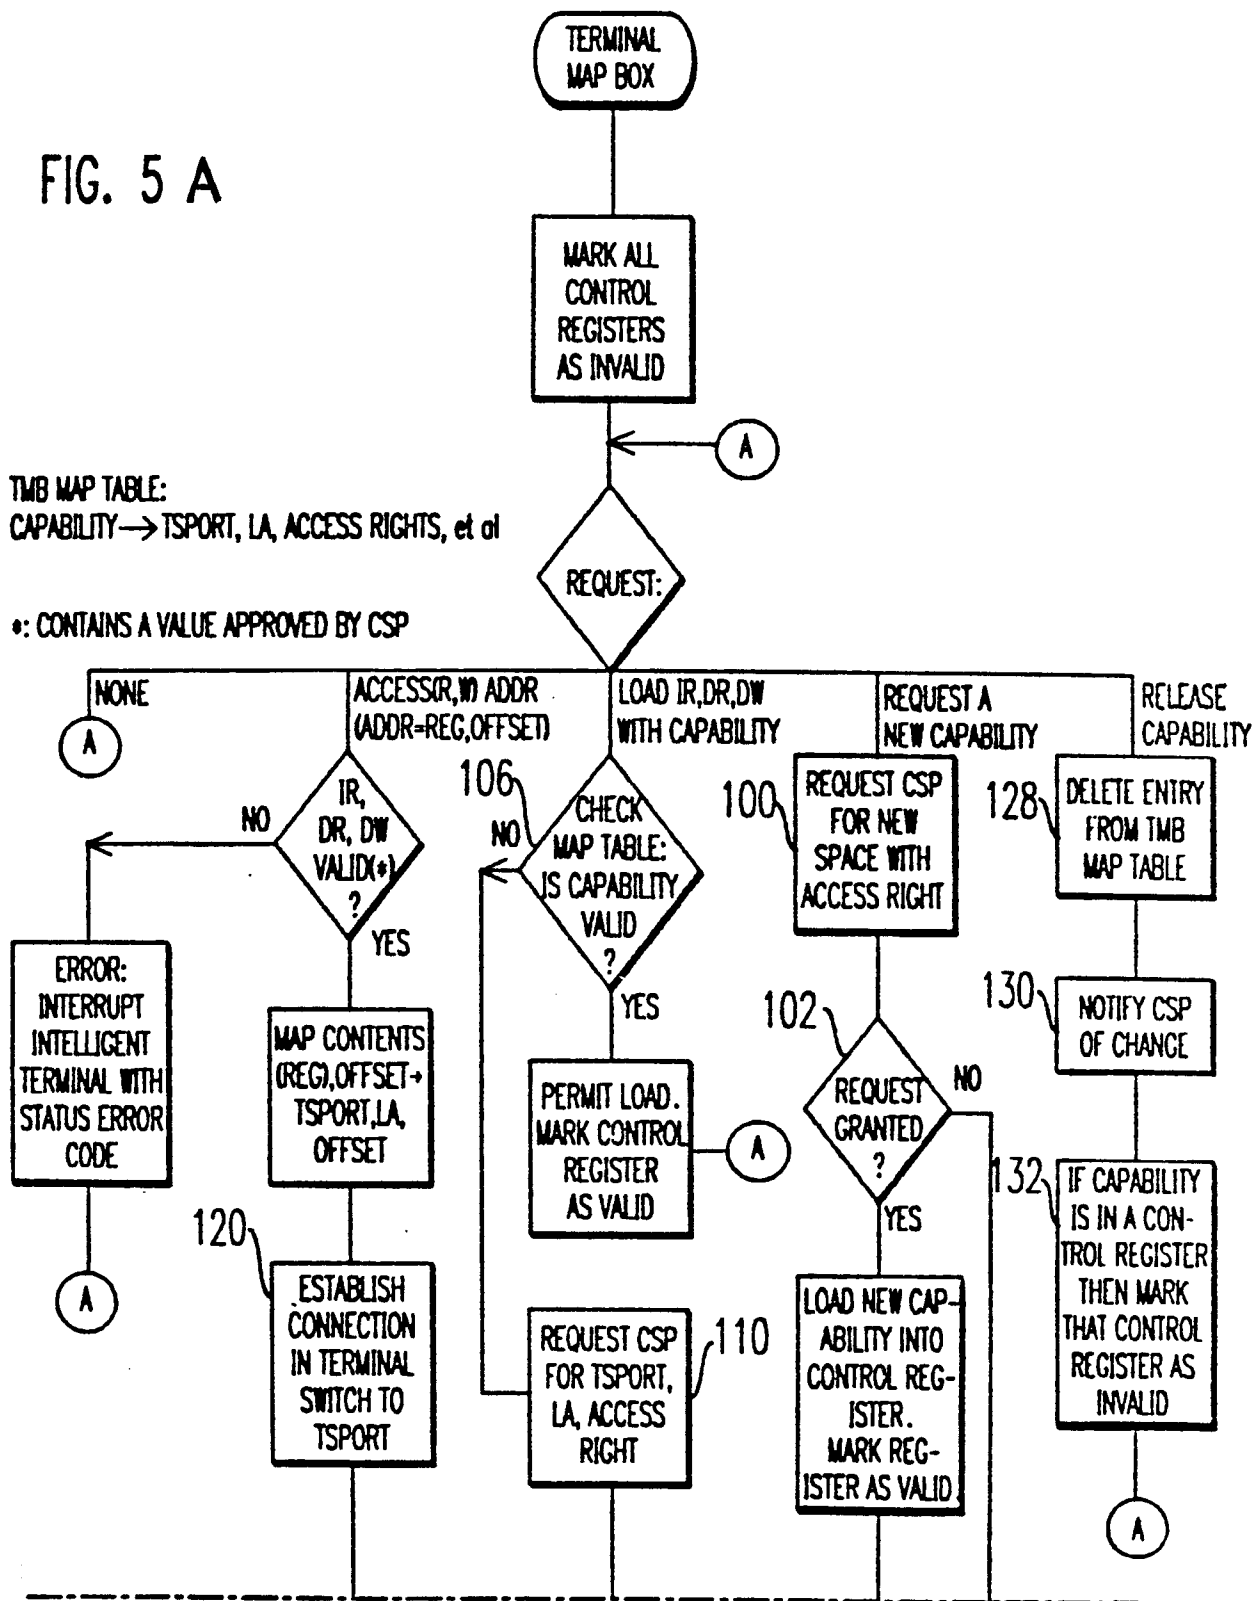 TERMINAL
MAP BOX
FIG. 5 A
MARK ALL
CONTROL
REGISTERS
AS INVALID
A
TMB MAP TABLE:
CAPABILITY→TSPORT, LA, ACCESS RIGHTS, et al
REQUEST:
*: CONTAINS A VALUE APPROVED BY CSP
NONE
A
ACCESS(R,W) ADDR
(ADDR=REG,OFFSET)
LOAD IR,DR,DW
WITH CAPABILITY
REQUEST A
NEW CAPABILITY
RELEASE
CAPABILITY
NO
IR,
DR, DW
VALID(*)
?
YES
106
NO
CHECK
MAP TABLE:
IS CAPABILITY
VALID
?
YES
100
REQUEST CSP
FOR NEW
SPACE WITH
ACCESS RIGHT
128
DELETE ENTRY
FROM TMB
MAP TABLE
ERROR:
INTERRUPT
INTELLIGENT
TERMINAL WITH
STATUS ERROR
CODE
A
MAP CONTENTS
(REG),OFFSET→
TSPORT,LA,
OFFSET
PERMIT LOAD.
MARK CONTROL
REGISTER
AS VALID
A
102
REQUEST
GRANTED
?
NO
YES
130
NOTIFY CSP
OF CHANCE
132
IF CAPABILITY
IS IN A CON-
TROL REGISTER
THEN MARK
THAT CONTROL
REGISTER AS
INVALID
A
120
ESTABLISH
CONNECTION
IN TERMINAL
SWITCH TO
TSPORT
REQUEST CSP
FOR TSPORT,
LA, ACCESS
RIGHT
110
LOAD NEW CAP-
ABILITY INTO
CONTROL REG-
ISTER.
MARK REG-
ISTER AS VALID